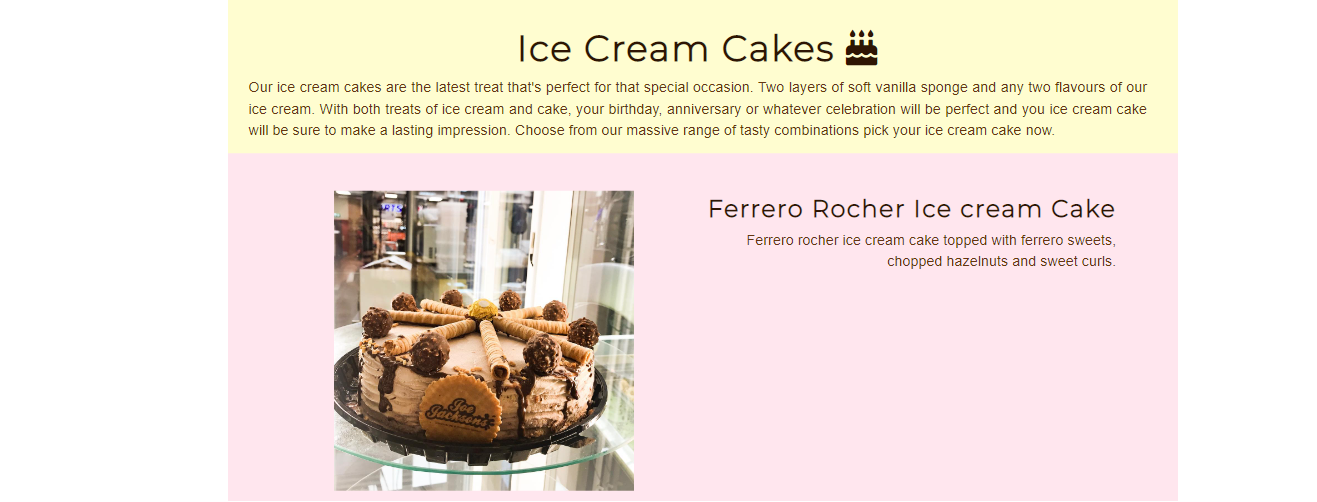 Ice Cream Cakes
Our ice cream cakes are the latest treat that's perfect for that special occasion. Two layers of soft vanilla sponge and any two flavours of our
ice cream. With both treats of ice cream and cake, your birthday, anniversary or whatever celebration will be perfect and you ice cream cake
will be sure to make a lasting impression. Choose from our massive range of tasty combinations pick your ice cream cake now.
Ferrero Rocher Ice cream Cake
Ferrero rocher ice cream cake topped with ferrero sweets,
chopped hazelnuts and sweet curls.
Joe
Jacksons